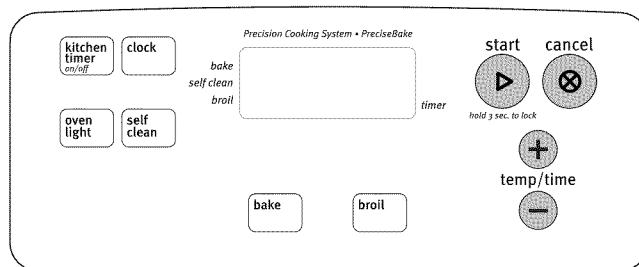 Precision Cooking System • PreciseBake
kitchen
timer
on/off
clock
oven
light
self
clean
bake
self clean
broil
timer
start
cancel
hold 3 sec. to lock
temp/time
bake
broil